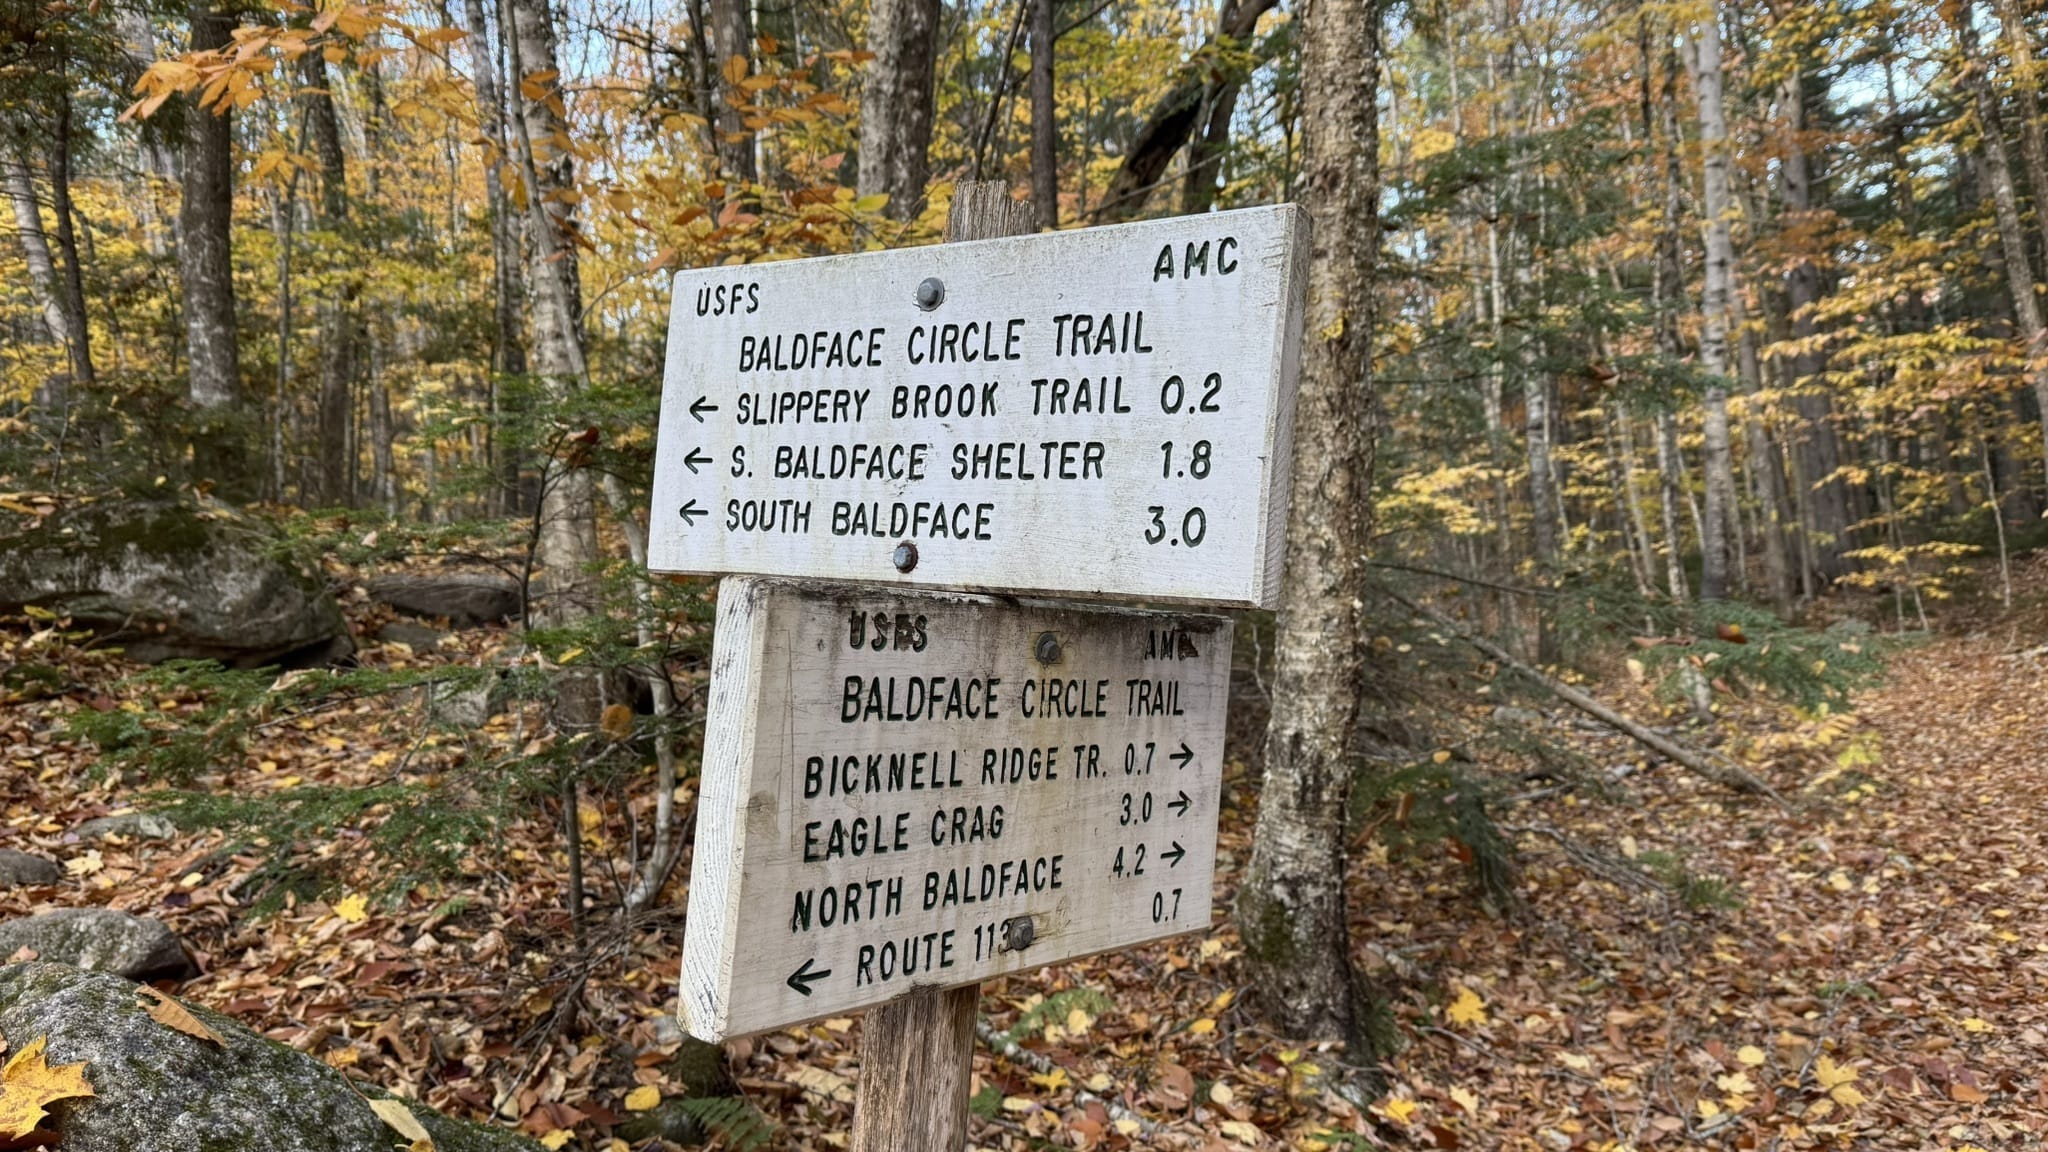 USFS AMC
BALDFACE CIRCLE TRAIL
← SLIPPERY BROOK TRAIL 0.2
← S. BALDFACE SHELTER 1.8
← SOUTH BALDFACE 3.0
USFS AMC
BALDFACE CIRCLE TRAIL
BICKNELL RIDGE TR. 0.7 →
EAGLE CRAG 3.0 →
NORTH BALDFACE 4.2 →
← ROUTE 113 0.7